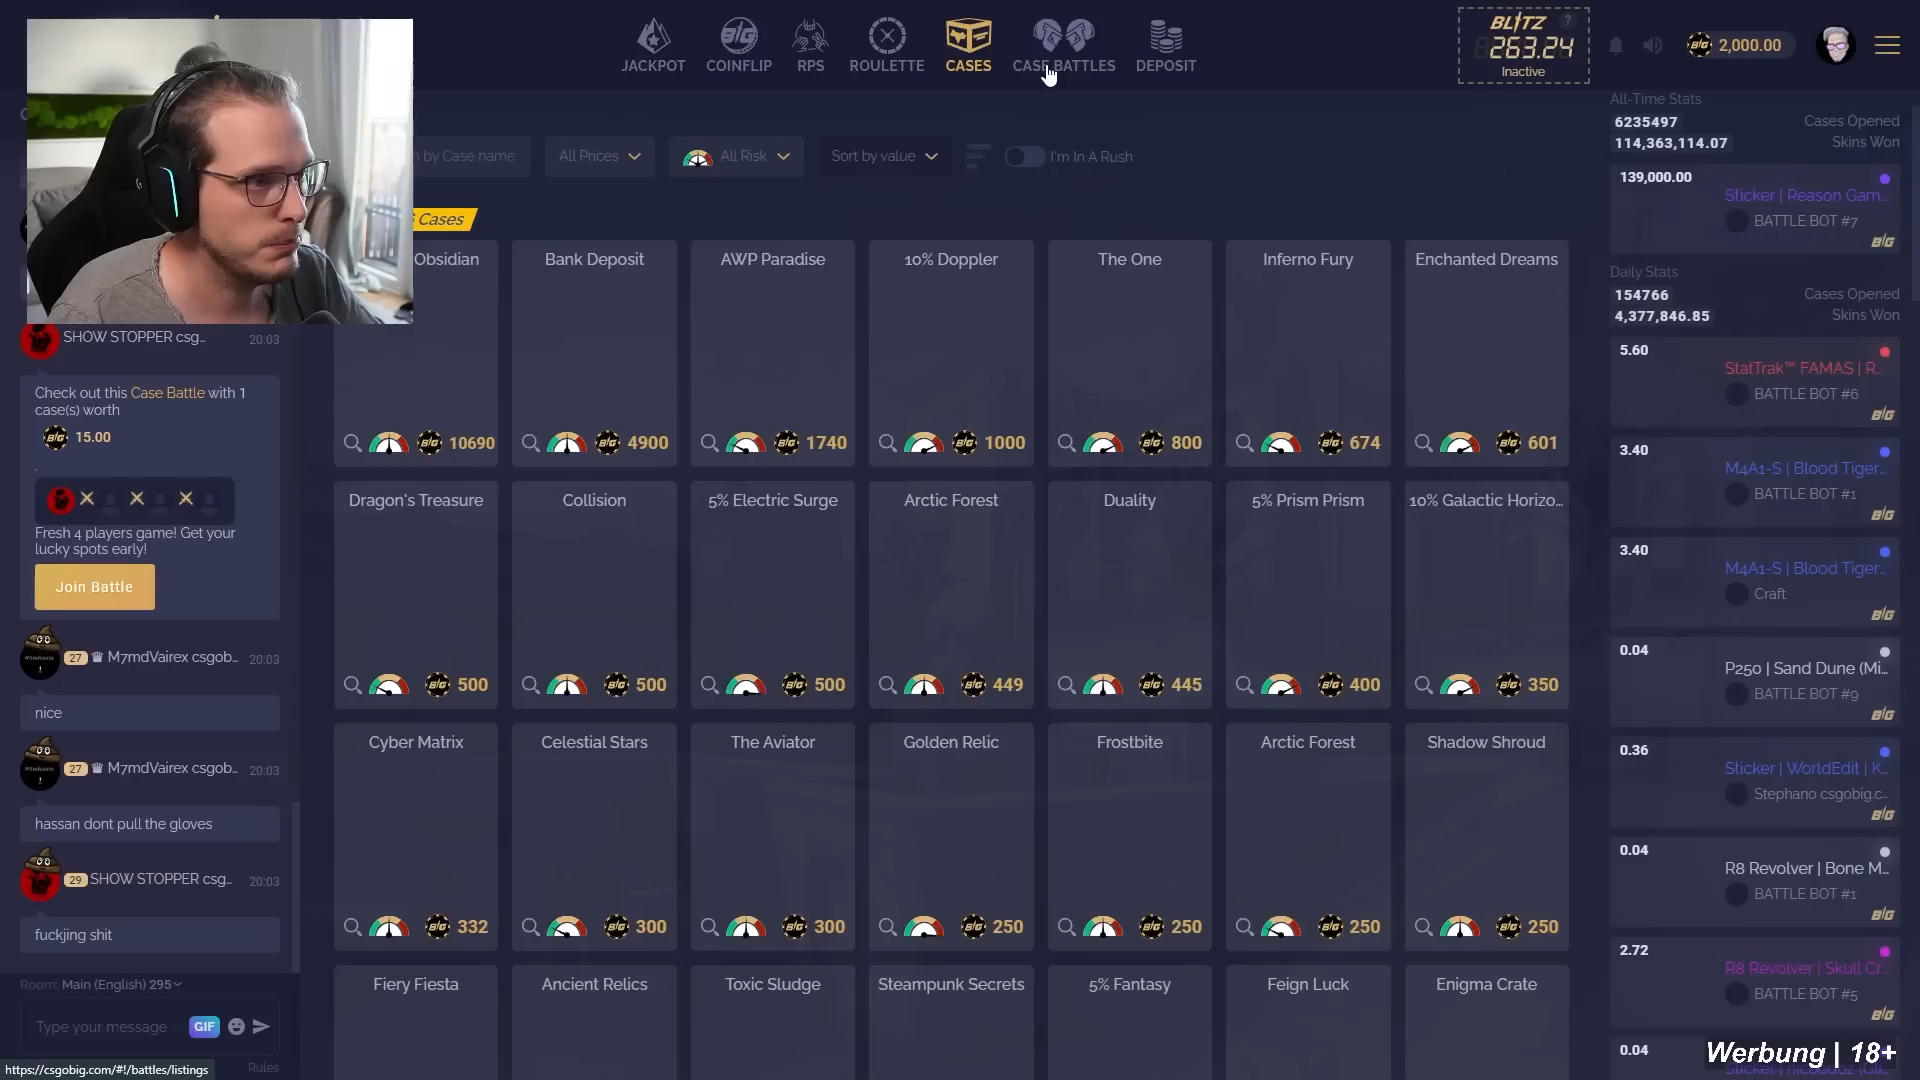 JACKPOT
COINFLIP
RPS
ROULETTE
CASES
CASE BATTLES
DEPOSIT
BLITZ
?
263.24
Inactive
2,000.00
by Case name
All Prices
All Risk
Sort by value
I'm In A Rush
Cases
Obsidian
10690
Bank Deposit
4900
AWP Paradise
1740
10% Doppler
1000
The One
800
Inferno Fury
674
Enchanted Dreams
601
Dragon's Treasure
500
Collision
500
5% Electric Surge
500
Arctic Forest
449
Duality
445
5% Prism Prism
400
10% Galactic Horizo...
350
Cyber Matrix
332
Celestial Stars
300
The Aviator
300
Golden Relic
250
Frostbite
250
Arctic Forest
250
Shadow Shroud
250
Fiery Fiesta
Ancient Relics
Toxic Sludge
Steampunk Secrets
5% Fantasy
Feign Luck
Enigma Crate
SHOW STOPPER csg... 20:03
Check out this Case Battle with 1
case(s) worth
15.00
.
Fresh 4 players game! Get your
lucky spots early!
Join Battle
27 M7mdVairex csgob... 20:03
nice
27 M7mdVairex csgob... 20:03
hassan dont pull the gloves
29 SHOW STOPPER csg... 20:03
fuckjing shit
Room: Main (English) 295
Type your message
GIF
Rules
https://csgobig.com/#!/battles/listings
All-Time Stats
6235497 Cases Opened
114,363,114.07 Skins Won
139,000.00
Sticker | Reason Gam...
BATTLE BOT #7
BIG
Daily Stats
154766 Cases Opened
4,377,846.85 Skins Won
5.60
StatTrak™ FAMAS | R...
BATTLE BOT #6
BIG
3.40
M4A1-S | Blood Tiger...
BATTLE BOT #1
BIG
3.40
M4A1-S | Blood Tiger...
Craft
BIG
0.04
P250 | Sand Dune (Mi...
BATTLE BOT #9
BIG
0.36
Sticker | WorldEdit | K...
Stephano csgobig.c...
BIG
0.04
R8 Revolver | Bone M...
BATTLE BOT #1
BIG
2.72
R8 Revolver | Skull Cr...
BATTLE BOT #5
BIG
0.04
Werbung | 18+